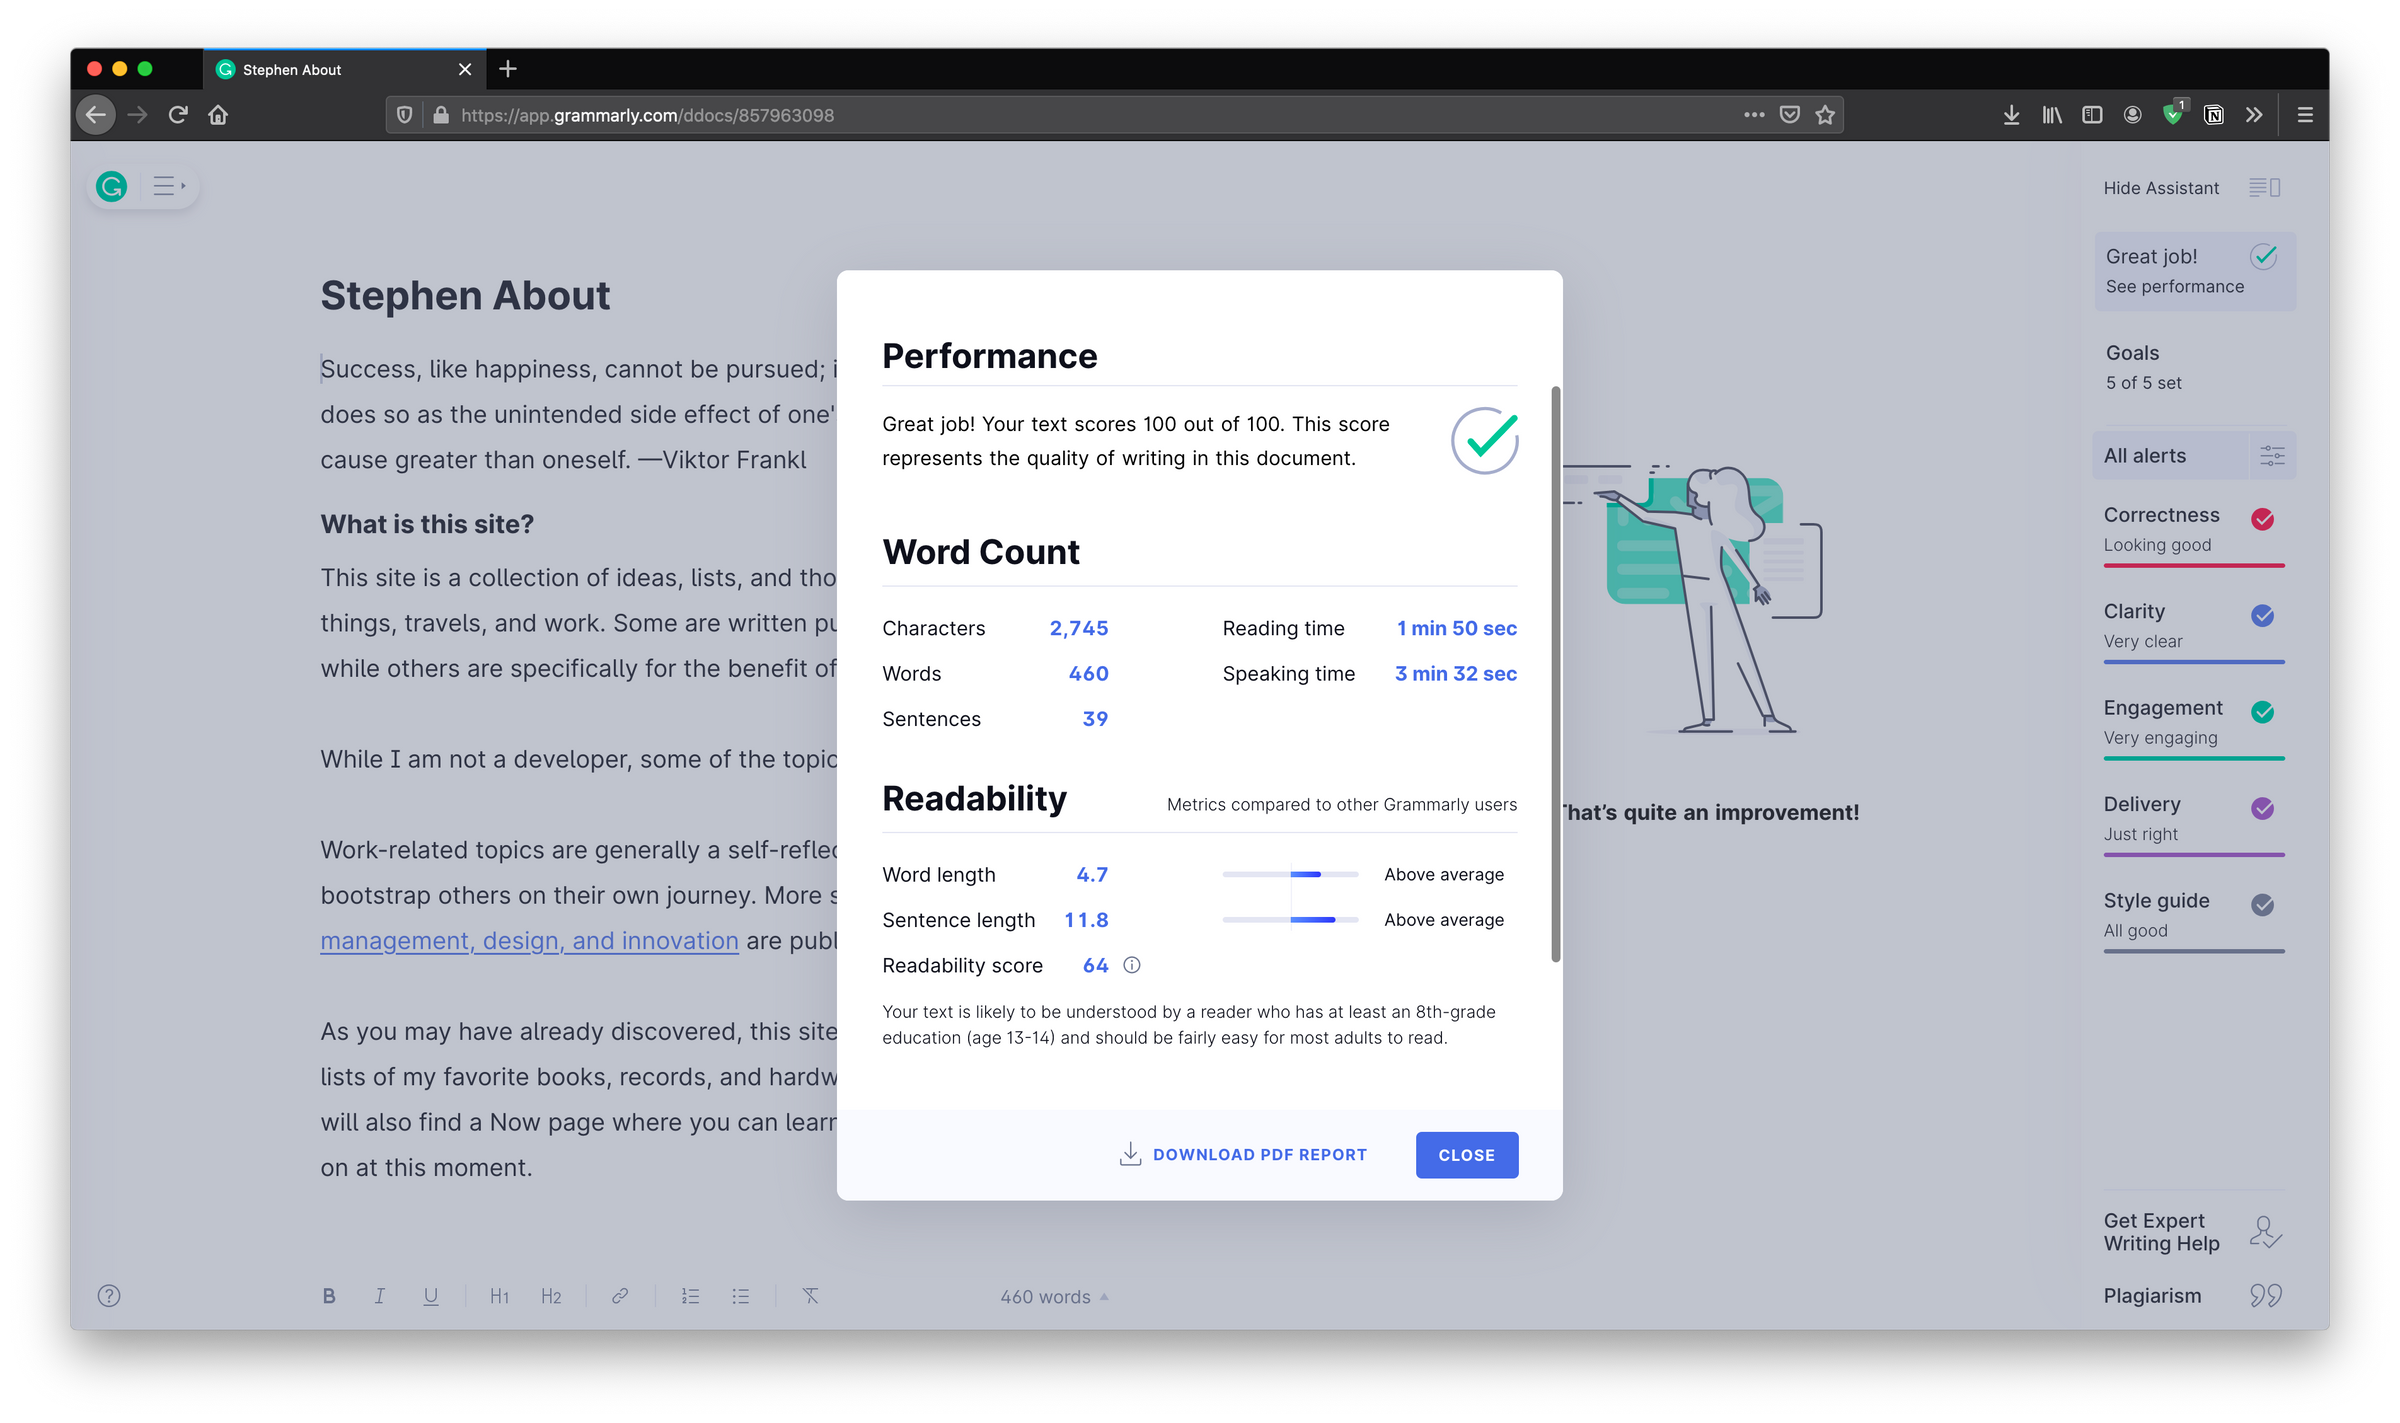 Stephen About
https://app.grammarly.com/ddocs/857963098
1
Hide Assistant
Great job!
See performance
Goals
5 of 5 set
All alerts
Correctness
Looking good
Clarity
Very clear
Engagement
Very engaging
Delivery
Just right
Style guide
All good
Get Expert
Writing Help
Plagiarism
Stephen About
Success, like happiness, cannot be pursued;
does so as the unintended side effect of one'
cause greater than oneself. —Viktor Frankl
What is this site?
This site is a collection of ideas, lists, and tho
things, travels, and work. Some are written pu
while others are specifically for the benefit of
While I am not a developer, some of the topic
Work-related topics are generally a self-reflec
bootstrap others on their own journey. More s
management, design, and innovation are publ
As you may have already discovered, this site
lists of my favorite books, records, and hardw
will also find a Now page where you can learn
on at this moment.
Performance
Great job! Your text scores 100 out of 100. This score
represents the quality of writing in this document.
Word Count
Characters 2,745 Reading time 1 min 50 sec
Words 460 Speaking time 3 min 32 sec
Sentences 39
Readability Metrics compared to other Grammarly users
Word length 4.7 Above average
Sentence length 11.8 Above average
Readability score 64
Your text is likely to be understood by a reader who has at least an 8th-grade
education (age 13-14) and should be fairly easy for most adults to read.
DOWNLOAD PDF REPORT CLOSE
hat's quite an improvement!
B I U H1 H2
460 words